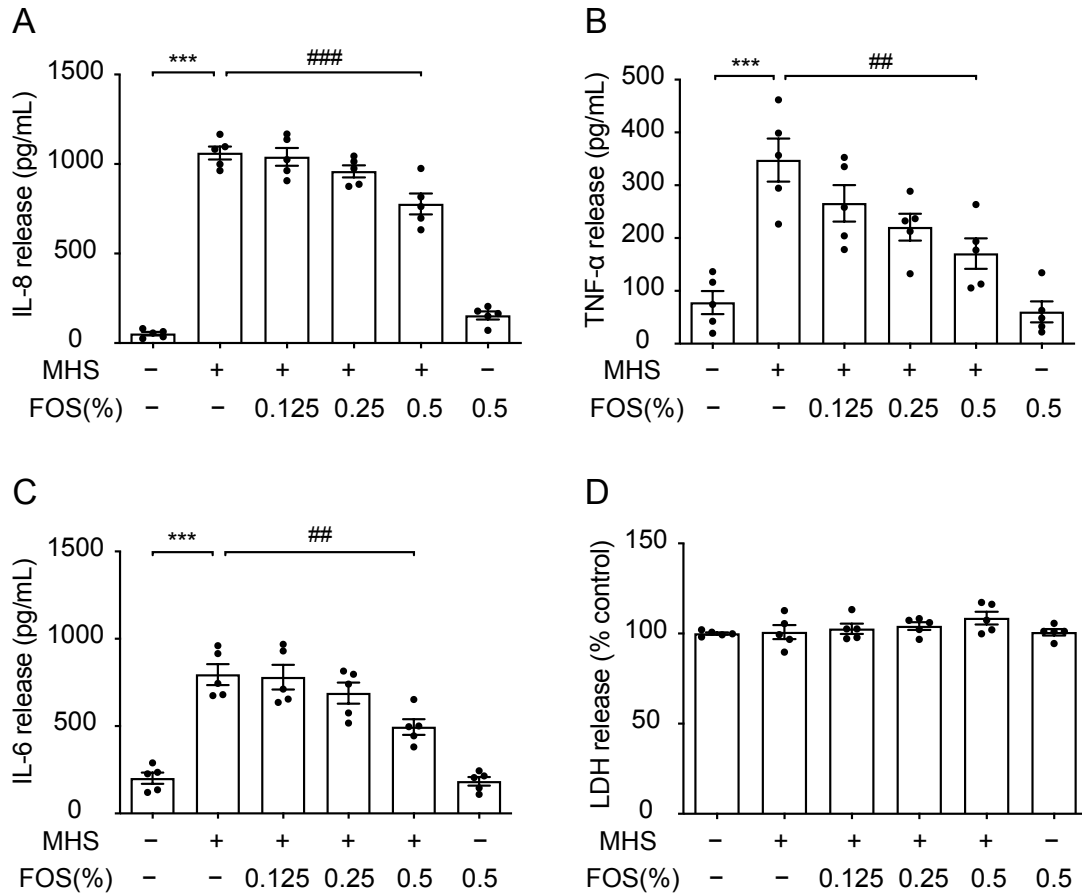 A
*** ###
IL-8 release (pg/mL)
1500
1000
500
0
MHS − + + + + −
FOS(%) − − 0.125 0.25 0.5 0.5
B
*** ##
TNF-α release (pg/mL)
500
400
300
200
100
0
MHS − + + + + −
FOS(%) − − 0.125 0.25 0.5 0.5
C
*** ##
IL-6 release (pg/mL)
1500
1000
500
0
MHS − + + + + −
FOS(%) − − 0.125 0.25 0.5 0.5
D
LDH release (% control)
150
100
50
0
MHS − + + + + −
FOS(%) − − 0.125 0.25 0.5 0.5